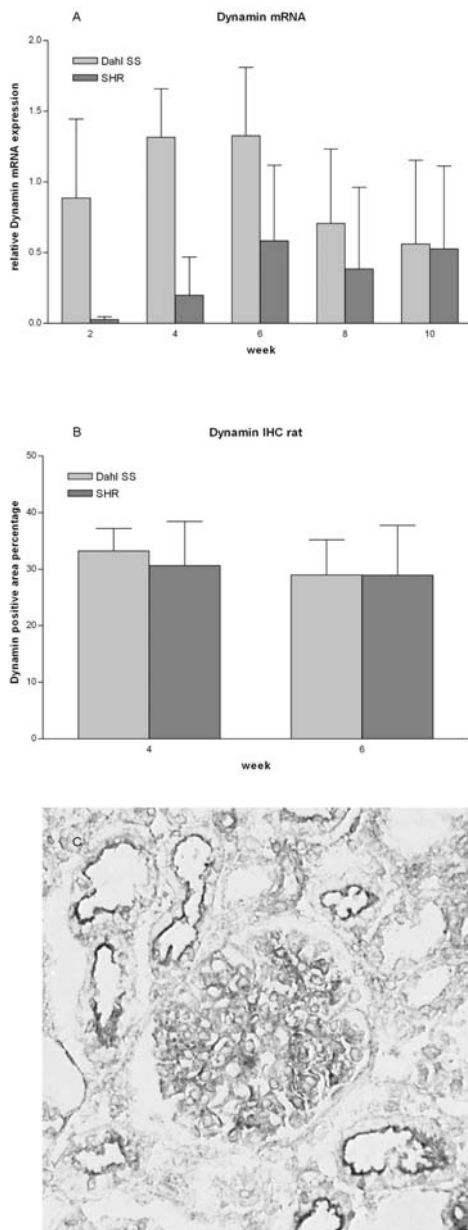 A
Dynamin mRNA
Dahl SS
SHR
relative Dynamin mRNA expression
2.0
1.5
1.0
0.5
0.0
2 4 6 8 10
week
B
Dynamin IHC rat
Dahl SS
SHR
Dynamin positive area percentage
50
40
30
20
10
0
4 6
week
C